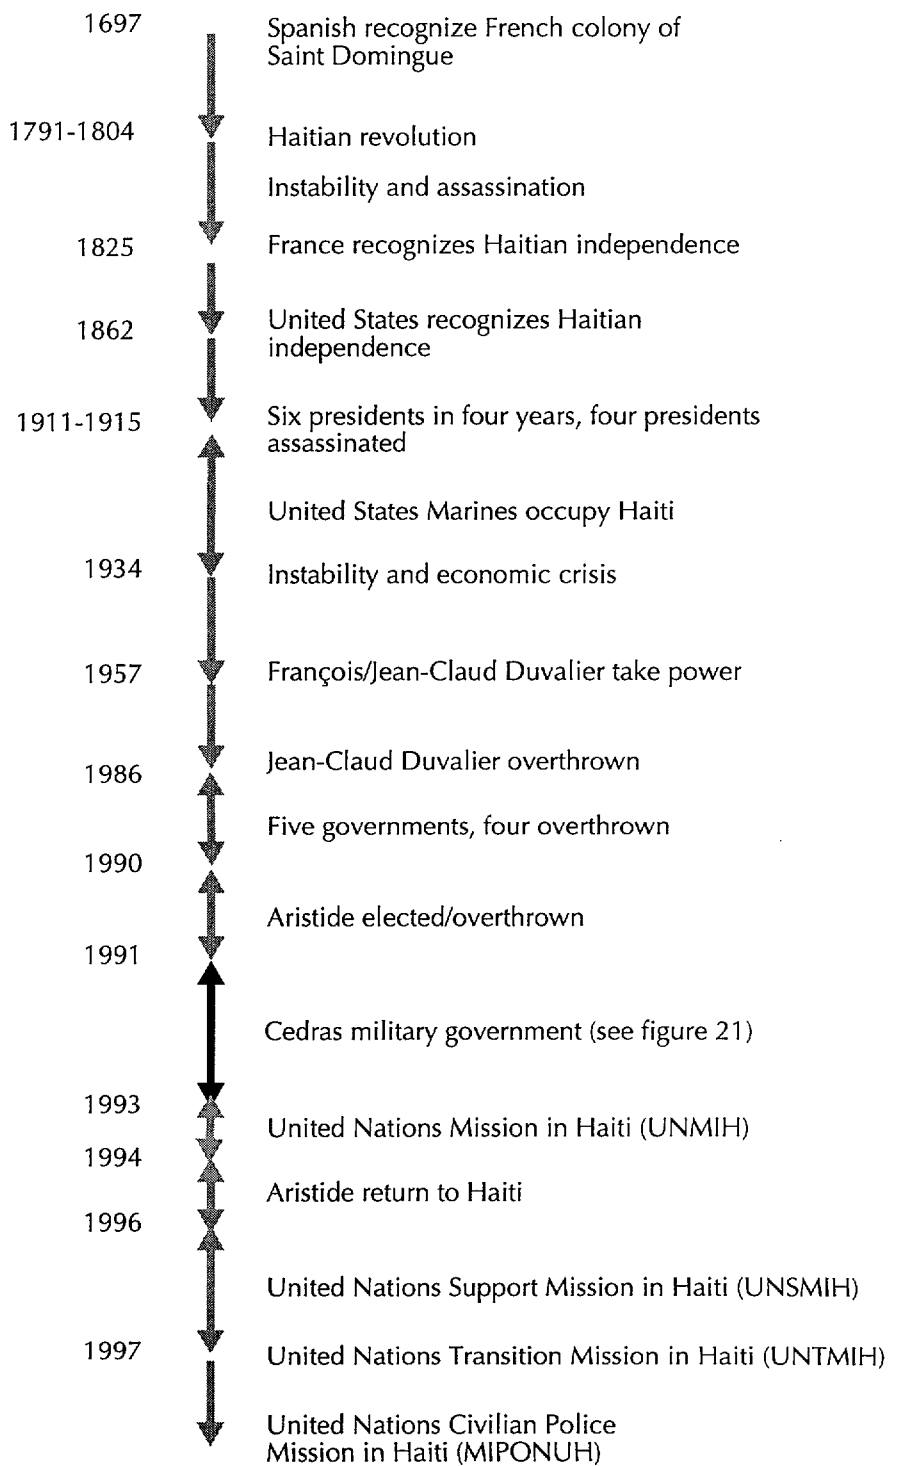 1697
Spanish recognize French colony of
Saint Domingue
1791-1804
Haitian revolution
Instability and assassination
1825
France recognizes Haitian independence
1862
United States recognizes Haitian
independence
1911-1915
Six presidents in four years, four presidents
assassinated
United States Marines occupy Haiti
1934
Instability and economic crisis
1957
François/Jean-Claud Duvalier take power
Jean-Claud Duvalier overthrown
1986
Five governments, four overthrown
1990
Aristide elected/overthrown
1991
Cedras military government (see figure 21)
1993
United Nations Mission in Haiti (UNMIH)
1994
Aristide return to Haiti
1996
United Nations Support Mission in Haiti (UNSMIH)
1997
United Nations Transition Mission in Haiti (UNTMIH)
United Nations Civilian Police
Mission in Haiti (MIPONUH)